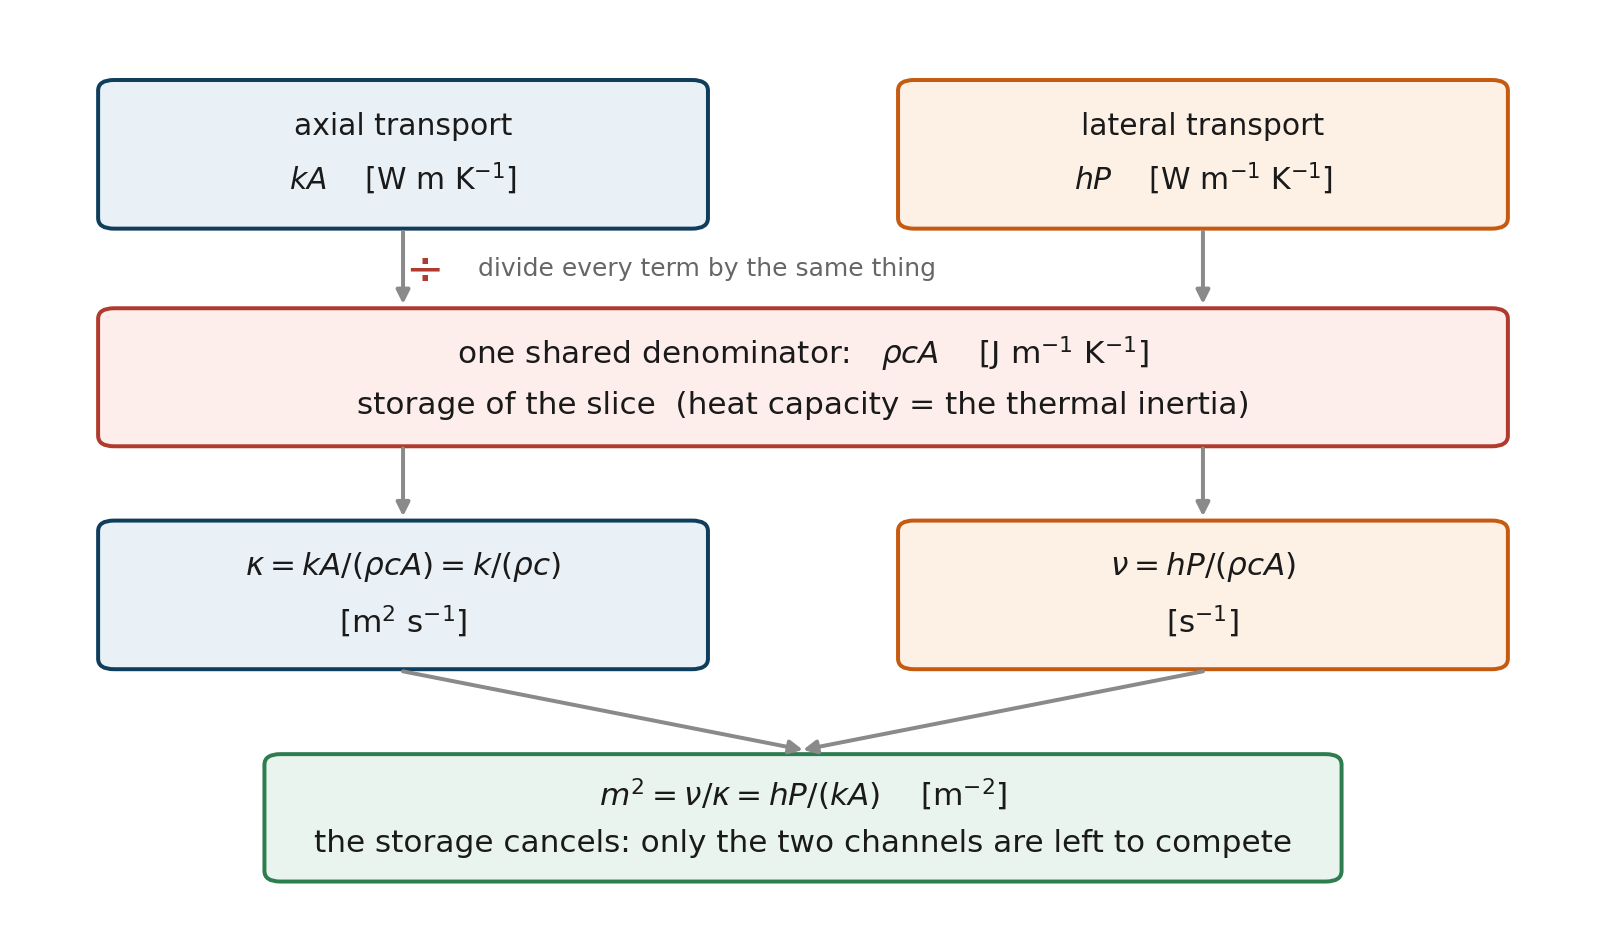 axial transport
kA [W m K⁻¹]
lateral transport
hP [W m⁻¹ K⁻¹]
÷ divide every term by the same thing
one shared denominator: ρcA [J m⁻¹ K⁻¹]
storage of the slice (heat capacity = the thermal inertia)
κ = kA/(ρcA) = k/(ρc)
[m² s⁻¹]
ν = hP/(ρcA)
[s⁻¹]
m² = ν/κ = hP/(kA) [m⁻²]
the storage cancels: only the two channels are left to compete